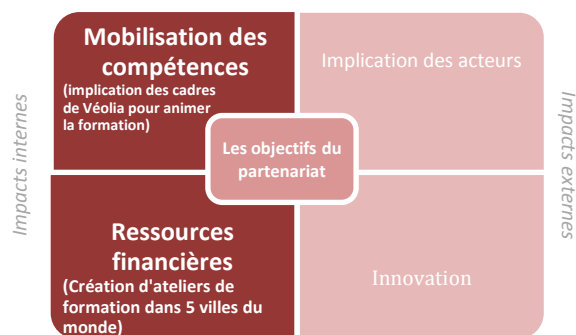 Mobilisation des
compétences
(implication des cadres
de Véolia pour animer
la formation)
Implication des acteurs
Impacts internes
Les objectifs du
partenariat
Impacts externes
Ressources
financières
(Création d'ateliers de
formation dans 5 villes du
monde)
Innovation